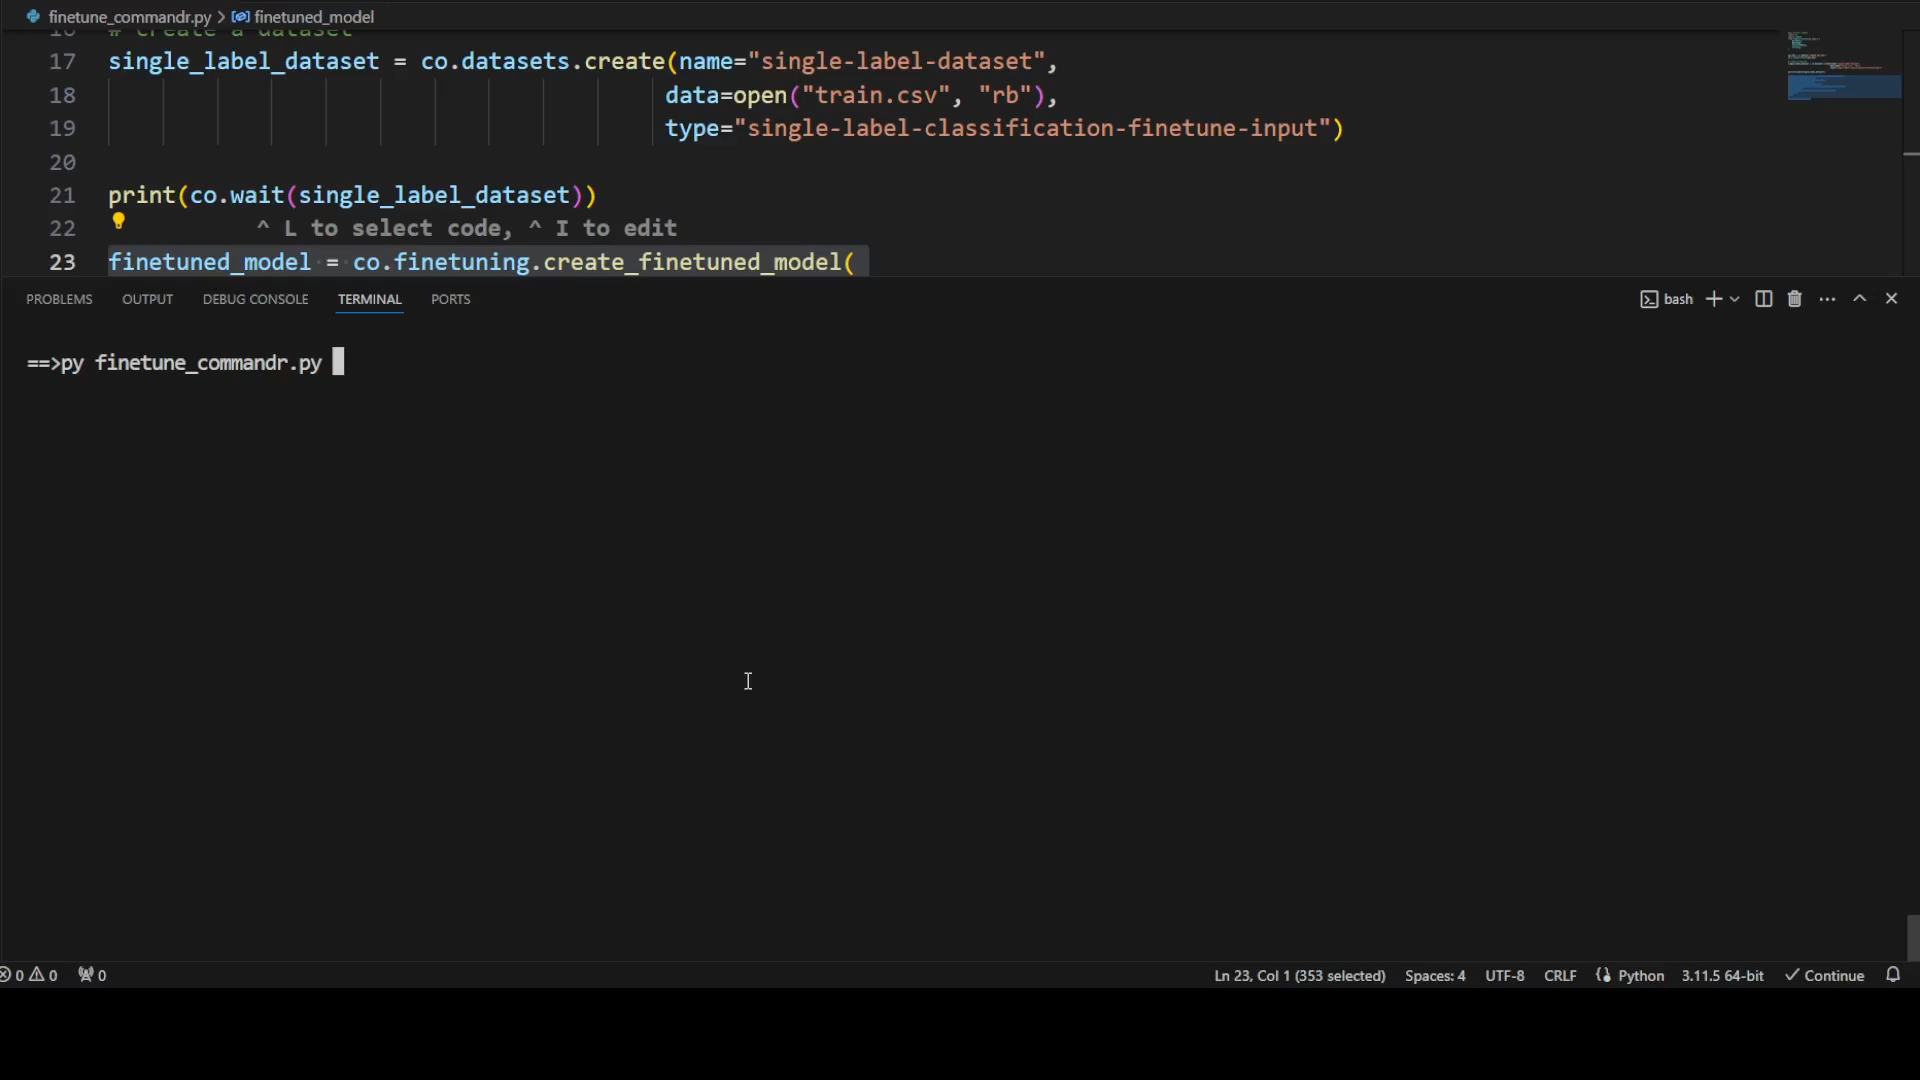 finetune_commandr.py > finetuned_model
16 # Create a dataset
17 single_label_dataset = co.datasets.create(name="single-label-dataset",
18 data=open("train.csv", "rb"),
19 type="single-label-classification-finetune-input")
20
21 print(co.wait(single_label_dataset))
22 ^ L to select code, ^ I to edit
23 finetuned_model = co.finetuning.create_finetuned_model(
PROBLEMS OUTPUT DEBUG CONSOLE TERMINAL PORTS bash
==>py finetune_commandr.py
0 0 0 Ln 23, Col 1 (353 selected) Spaces: 4 UTF-8 CRLF Python 3.11.5 64-bit Continue